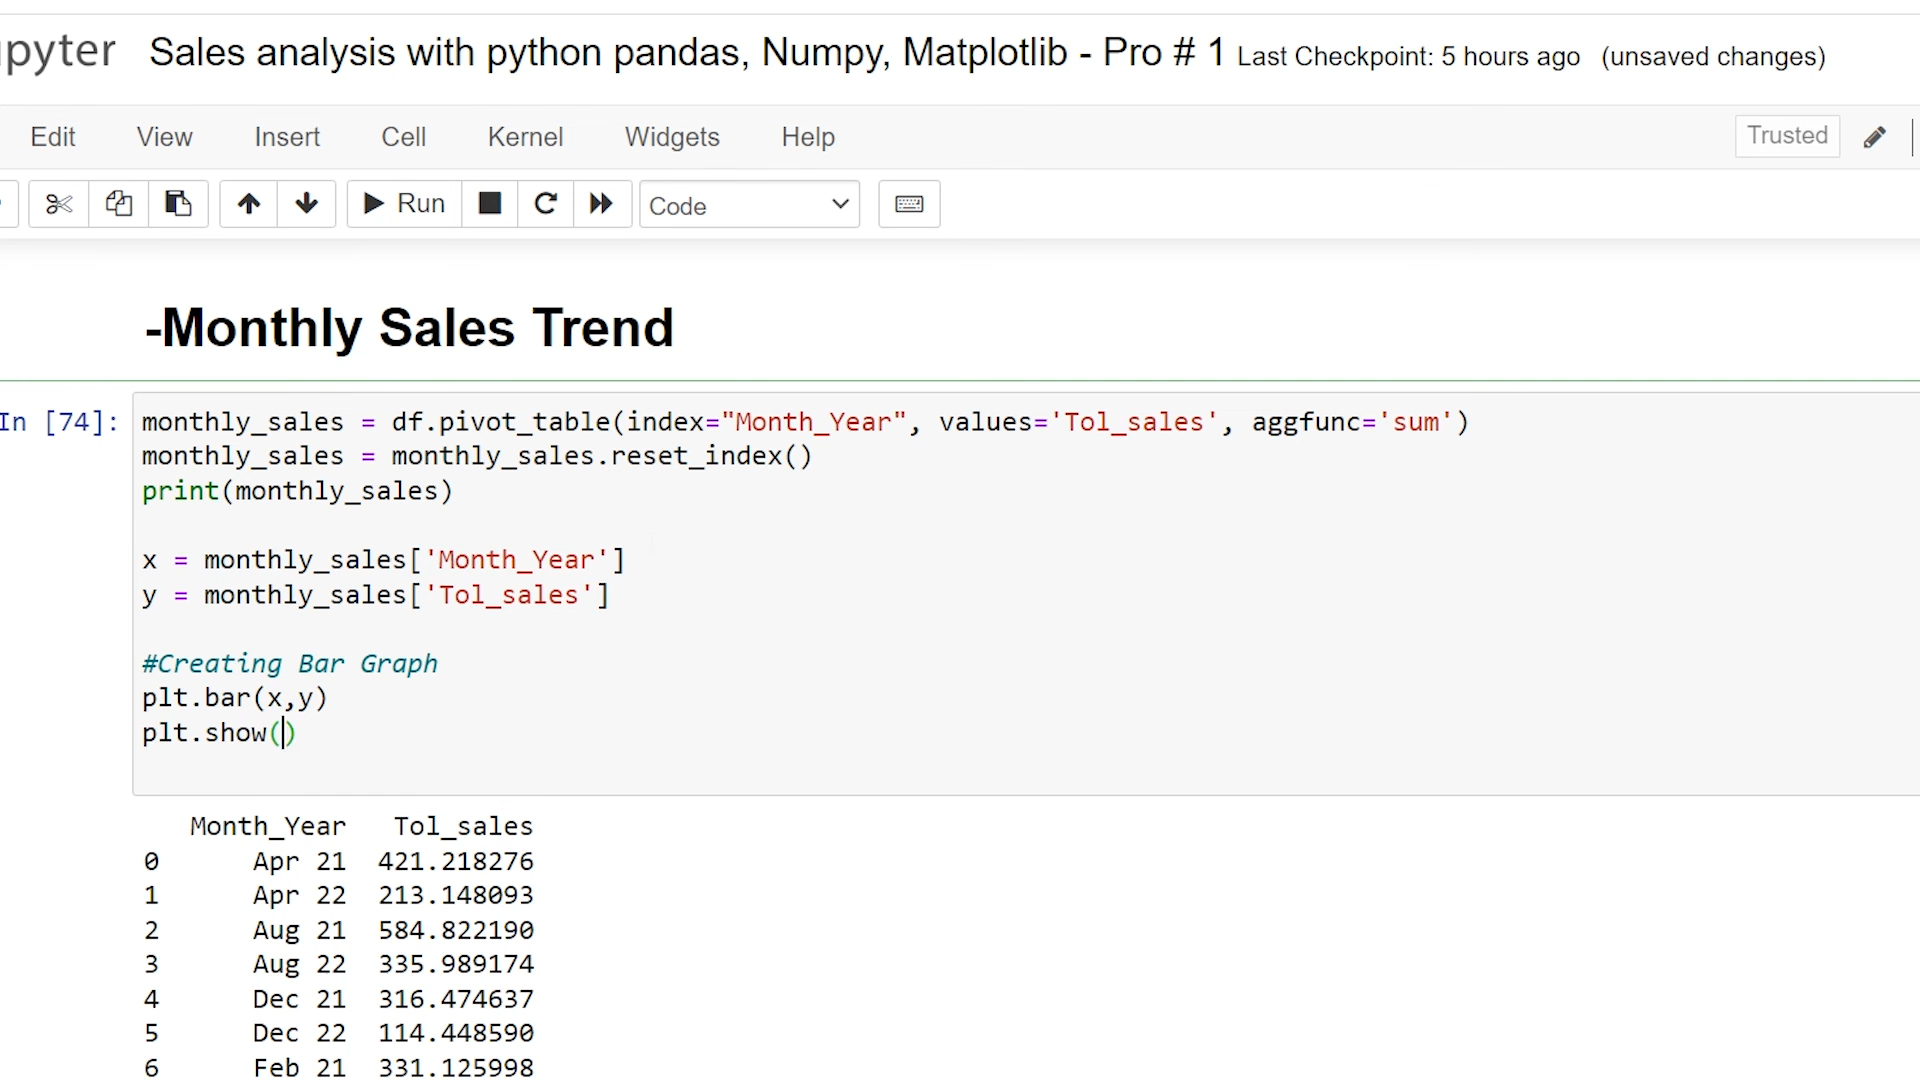 pyter Sales analysis with python pandas, Numpy, Matplotlib - Pro # 1 Last Checkpoint: 5 hours ago (unsaved changes)
Edit View Insert Cell Kernel Widgets Help Trusted
Run Code
-Monthly Sales Trend
In [74]: monthly_sales = df.pivot_table(index="Month_Year", values='Tol_sales', aggfunc='sum')
monthly_sales = monthly_sales.reset_index()
print(monthly_sales)
x = monthly_sales['Month_Year']
y = monthly_sales['Tol_sales']
#Creating Bar Graph
plt.bar(x,y)
plt.show()
Month_Year Tol_sales
0 Apr 21 421.218276
1 Apr 22 213.148093
2 Aug 21 584.822190
3 Aug 22 335.989174
4 Dec 21 316.474637
5 Dec 22 114.448590
6 Feb 21 331.125998